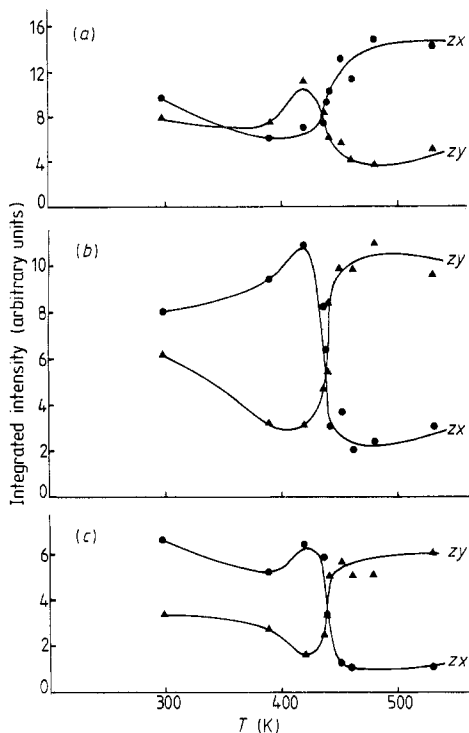 (a)
zx
16
12
8
zy
4
0
Integrated intensity (arbitrary units)
(b)
zy
10
8
6
4
zx
2
0
(c)
6
zy
4
2
zx
0
300
400
500
T (K)